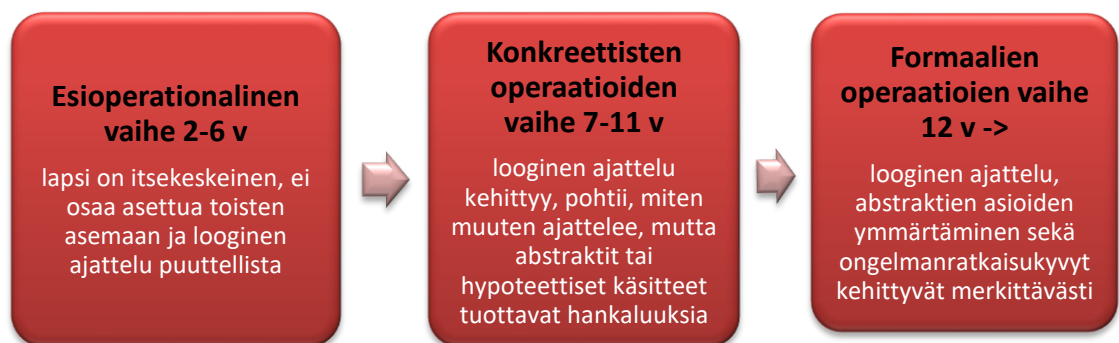 Esioperationalinen
vaihe 2-6 v
lapsi on itsekeskeinen, ei
osaa asettua toisten
asemaan ja looginen
ajattelu puuttellista
Konkreettisten
operaatioiden
vaihe 7-11 v
looginen ajattelu
kehittyy, pohtii, miten
muuten ajattelee, mutta
abstraktit tai
hypoteettiset käsitteet
tuottavat hankaluuksia
Formaalien
operaatioien vaihe
12 v ->
looginen ajattelu,
abstraktien asioiden
ymmärtäminen sekä
ongelmanratkaisukyvyt
kehittyvät merkittävästi